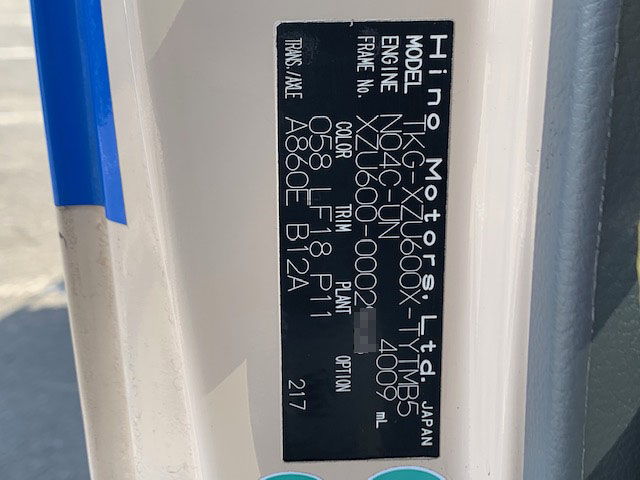 Hino Motors, Ltd. JAPAN
MODEL TKG-XZU600X-TYTMB5
ENGINE N04C-UN 4009 mL
FRAME No. XZU600-0002
COLOR TRIM PLANT OPTION
058 LF18 P11
TRANS./AXLE A860E B12A 217